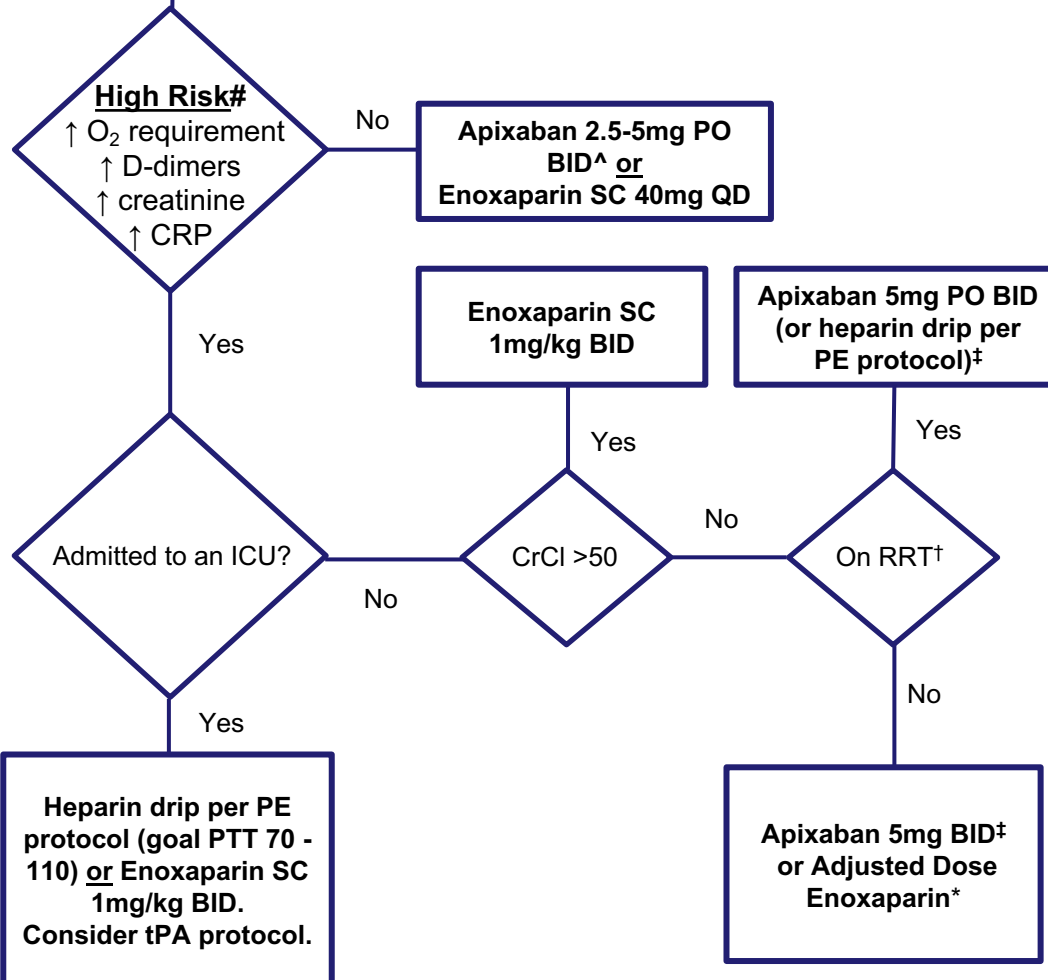 High Risk#
↑ O₂ requirement
↑ D-dimers
↑ creatinine
↑ CRP
No
Apixaban 2.5-5mg PO
BID^ or
Enoxaparin SC 40mg QD
Yes
Enoxaparin SC
1mg/kg BID
Apixaban 5mg PO BID
(or heparin drip per
PE protocol)‡
Yes
Yes
Admitted to an ICU?
No
CrCl >50
No
On RRT†
Yes
No
Heparin drip per PE
protocol (goal PTT 70 -
110) or Enoxaparin SC
1mg/kg BID.
Consider tPA protocol.
Apixaban 5mg BID‡
or Adjusted Dose
Enoxaparin*